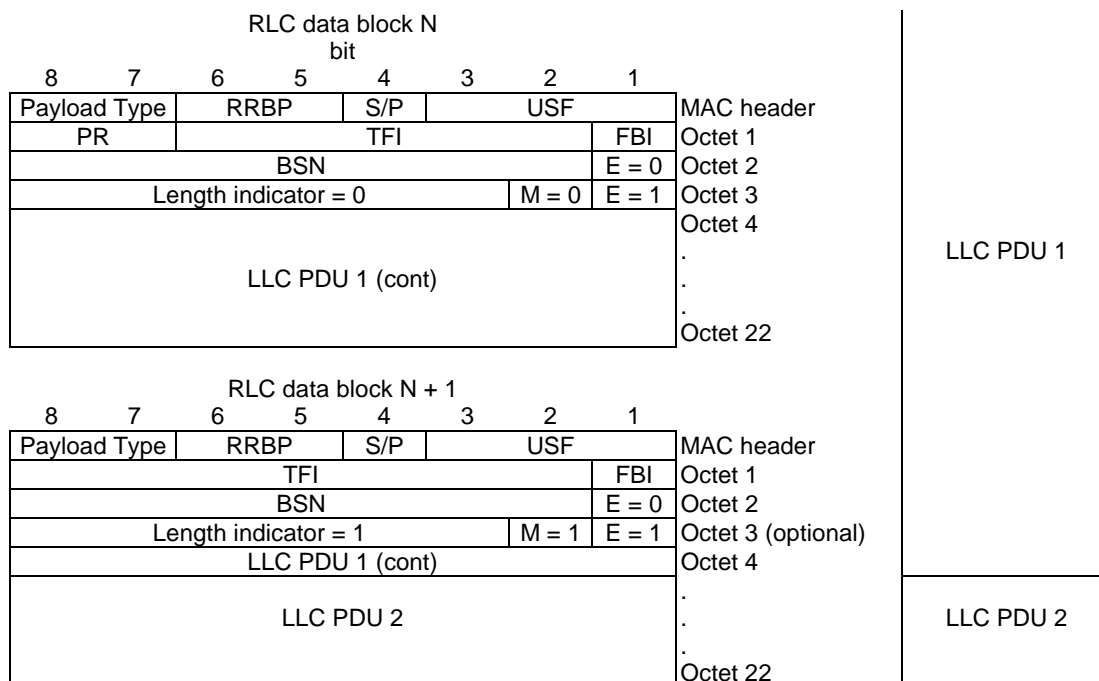 RLC data block N
bit
8 7 6 5 4 3 2 1
Payload Type RRBP S/P USF MAC header
PR TFI FBI Octet 1
BSN E = 0 Octet 2
Length indicator = 0 M = 0 E = 1 Octet 3
Octet 4
.
LLC PDU 1
LLC PDU 1 (cont)
.
.
Octet 22
RLC data block N + 1
8 7 6 5 4 3 2 1
Payload Type RRBP S/P USF MAC header
TFI FBI Octet 1
BSN E = 0 Octet 2
Length indicator = 1 M = 1 E = 1 Octet 3 (optional)
LLC PDU 1 (cont) Octet 4
.
LLC PDU 2 . LLC PDU 2
.
Octet 22